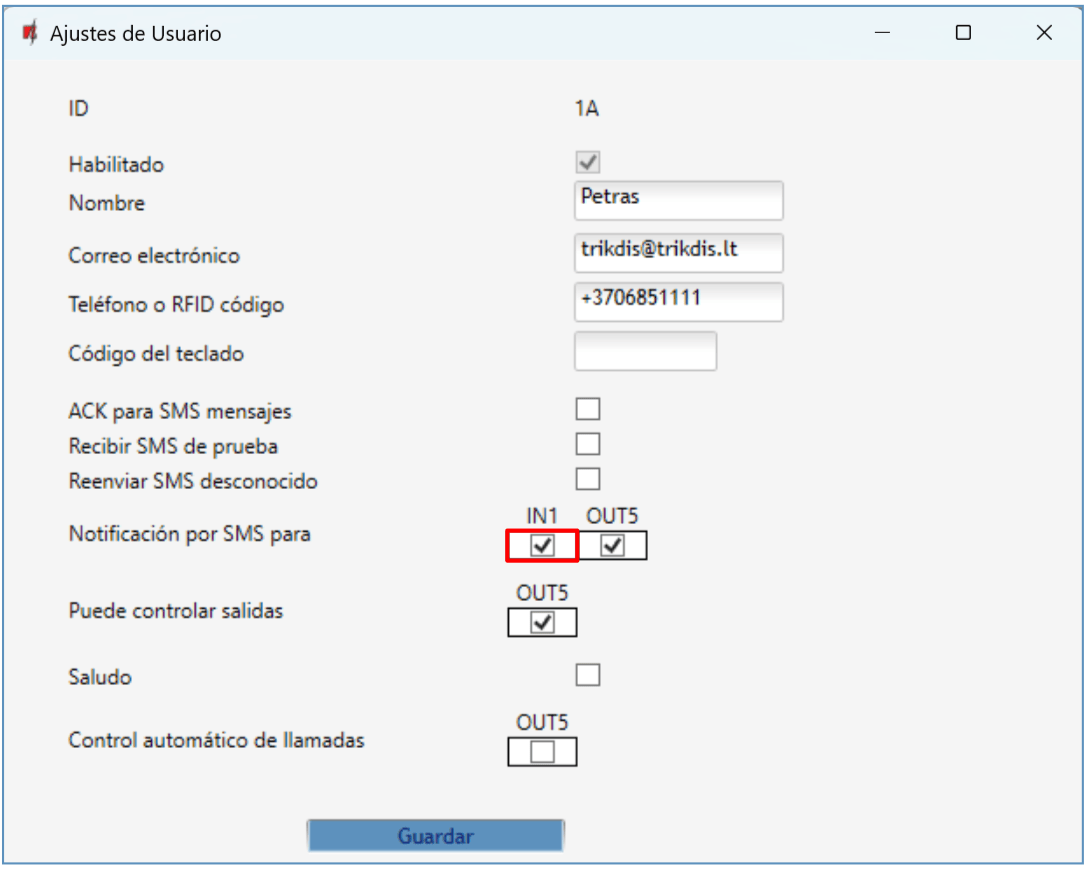 Ajustes de Usuario
ID 1A
Habilitado
Nombre Petras
Correo electrónico trikdis@trikdis.lt
Teléfono o RFID código +3706851111
Código del teclado
ACK para SMS mensajes
Recibir SMS de prueba
Reenviar SMS desconocido
IN1 OUT5
Notificación por SMS para
OUT5
Puede controlar salidas
Saludo
OUT5
Control automático de llamadas
Guardar